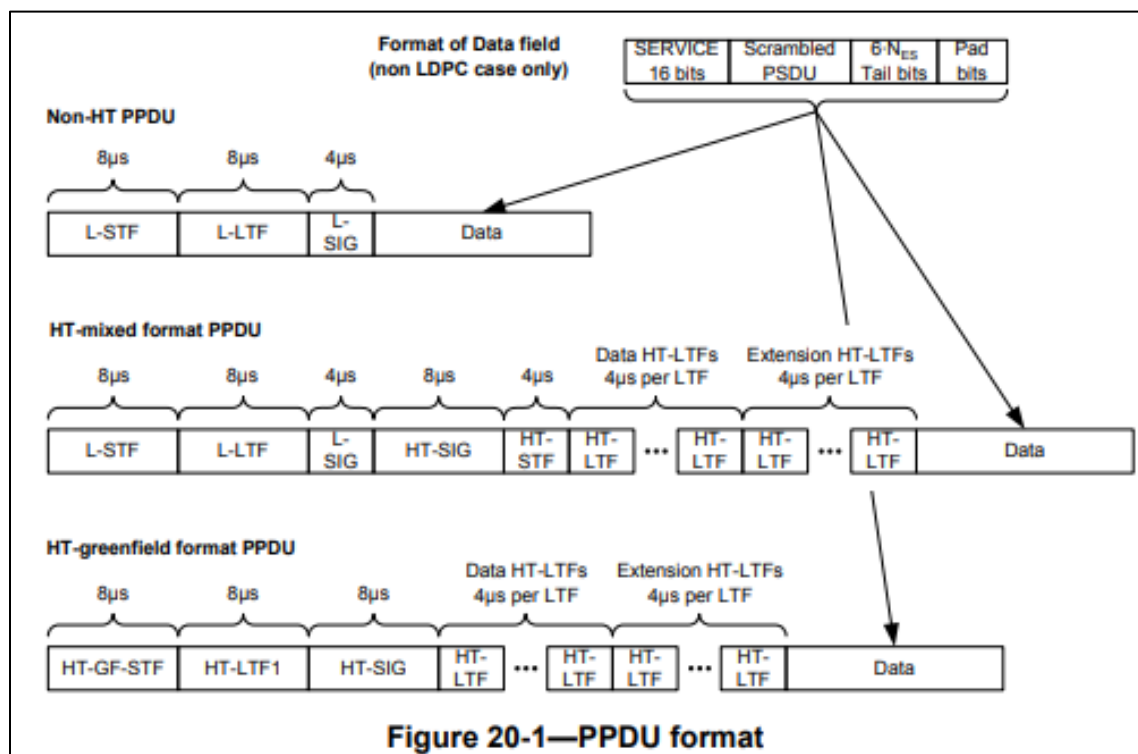 Format of Data field
(non LDPC case only)
SERVICE
16 bits
Scrambled
PSDU
6·NES
Tail bits
Pad
bits
Non-HT PPDU
8µs
8µs
4µs
L-STF
L-LTF
L-
SIG
Data
HT-mixed format PPDU
Data HT-LTFs
4µs per LTF
Extension HT-LTFs
4µs per LTF
8µs
8µs
4µs
8µs
4µs
L-STF
L-LTF
L-
SIG
HT-SIG
HT-
STF
HT-
LTF
•••
HT-
LTF
HT-
LTF
•••
HT-
LTF
Data
HT-greenfield format PPDU
Data HT-LTFs
4µs per LTF
Extension HT-LTFs
4µs per LTF
8µs
8µs
8µs
HT-GF-STF
HT-LTF1
HT-SIG
HT-
LTF
•••
HT-
LTF
HT-
LTF
•••
HT-
LTF
Data
Figure 20-1—PPDU format